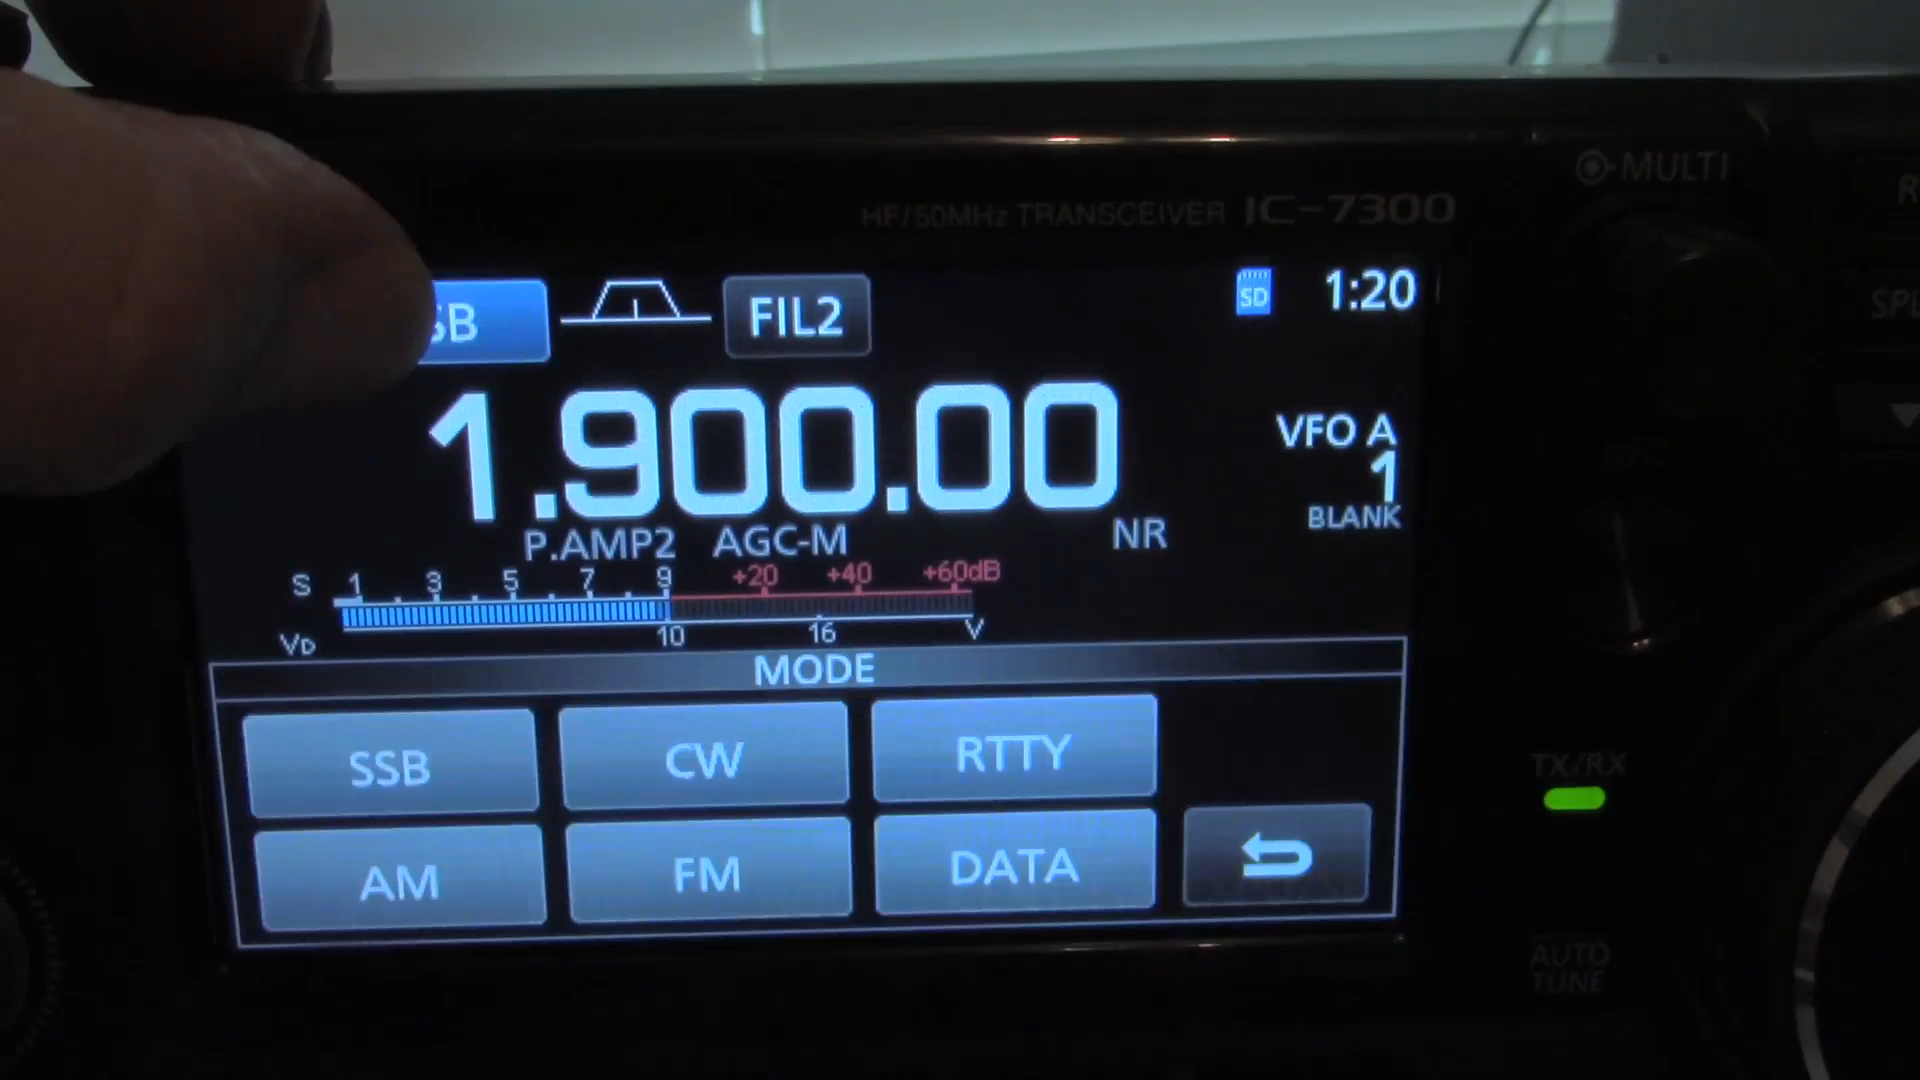 MULTI
HF/50MHz TRANSCEIVER IC-7300
SB FIL2 SD 1:20
1.900.00 VFO A
1
BLANK
P.AMP2 AGC-M NR
S 1 3 5 7 9 +20 +40 +60dB
VD 10 16 V
MODE
SSB CW RTTY
AM FM DATA
TX/RX
AUTO
TUNE